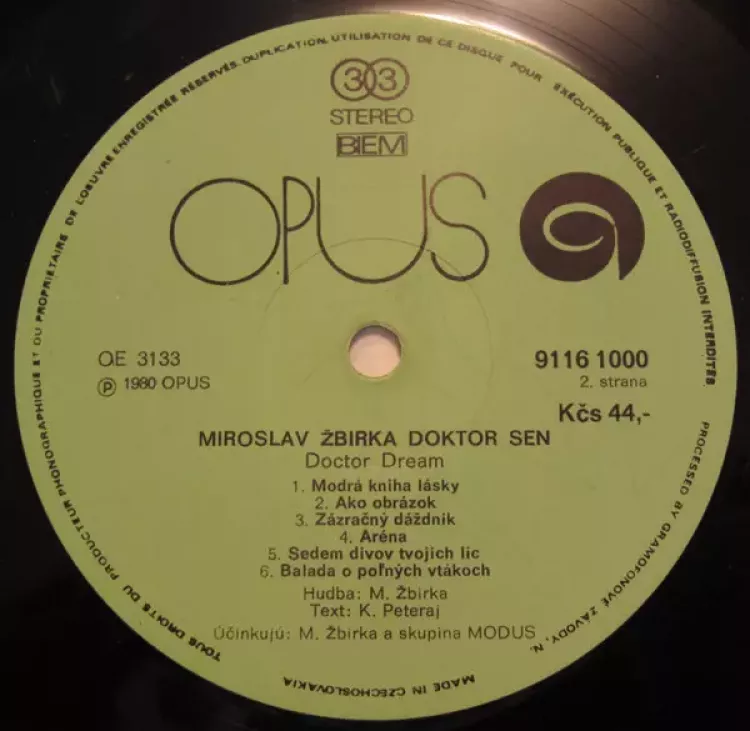 TOUS DROITS DU PRODUCTEUR PHONOGRAPHIQUE ET DU PROPRIETAIRE DE L'OEUVRE ENREGISTRÉE RÉSERVÉS. DUPLICATION, UTILISATION DE CE DISQUE POUR EXÉCUTION PUBLIQUE ET RADIODIFFUSION INTERDITES
PROCESSED BY GRAMOFONOVÉ ZÁVODY, N.
33
STEREO
BIEM
OPUS
OE 3133
9116 1000
℗ 1980 OPUS
2. strana
Kčs 44,-
MIROSLAV ŽBIRKA DOKTOR SEN
Doctor Dream
1. Modrá kniha lásky
2. Ako obrázok
3. Zázračný dáždnik
4. Aréna
5. Sedem divov tvojich líc
6. Balada o poľných vtákoch
Hudba: M. Žbirka
Text: K. Peteraj
Účinkujú: M. Žbirka a skupina MODUS
MADE IN CZECHOSLOVAKIA